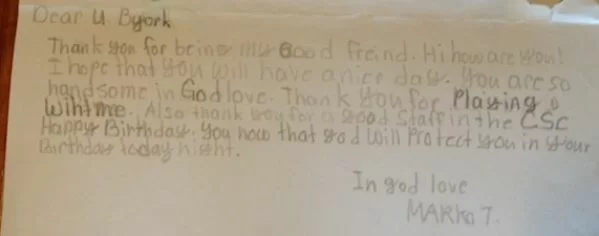 Dear U. Byork
Thank you for being my Good freind. Hi how are you!
I hope that you will have a nice day. you are so
handsome in God love. Thank you for Playing
wiht me. Also thank you for a good Staff in the CSC
Happy Birthday. you now that god will Protect you in your
Birthday today night.
In god love
MARko T.